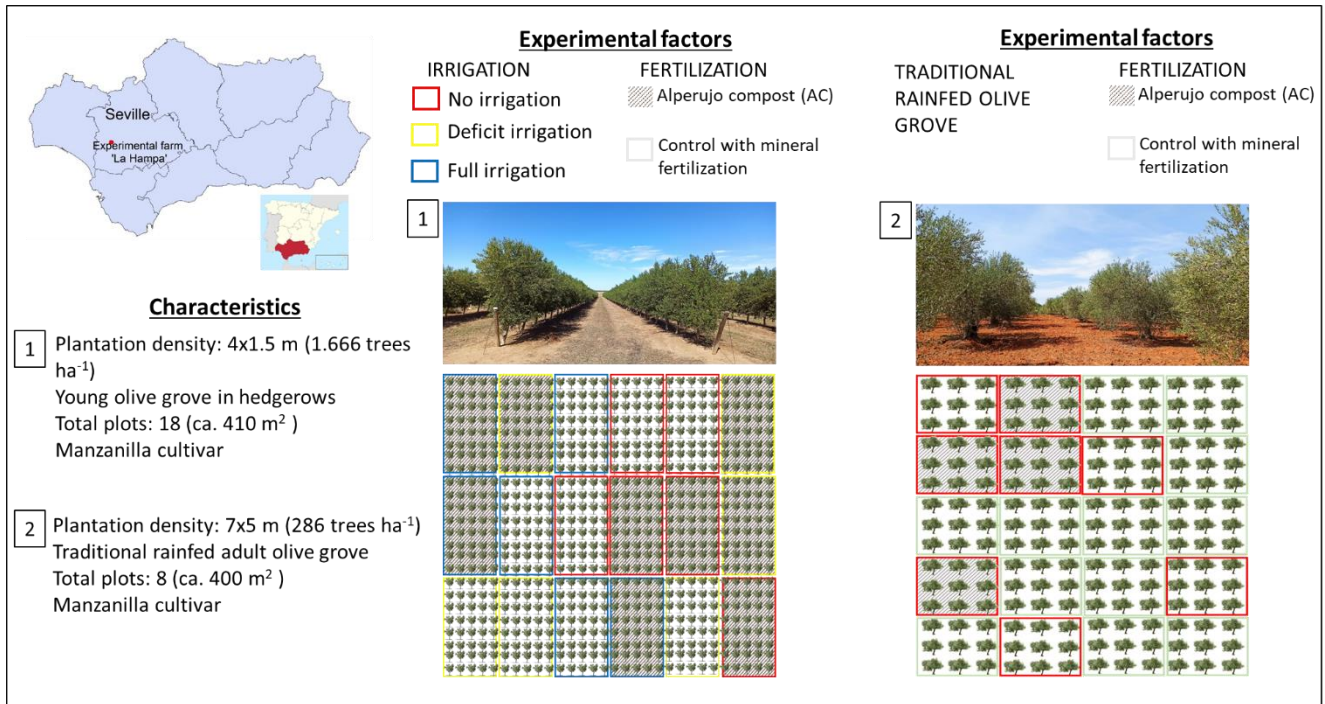 Seville
Experimental farm
'La Hampa'
Characteristics
1
Plantation density: 4x1.5 m (1.666 trees
ha⁻¹)
Young olive grove in hedgerows
Total plots: 18 (ca. 410 m² )
Manzanilla cultivar
2
Plantation density: 7x5 m (286 trees ha⁻¹)
Traditional rainfed adult olive grove
Total plots: 8 (ca. 400 m² )
Manzanilla cultivar
Experimental factors
IRRIGATION
No irrigation
Deficit irrigation
Full irrigation
FERTILIZATION
Alperujo compost (AC)
Control with mineral
fertilization
1
Experimental factors
TRADITIONAL
RAINFED OLIVE
GROVE
FERTILIZATION
Alperujo compost (AC)
Control with mineral
fertilization
2